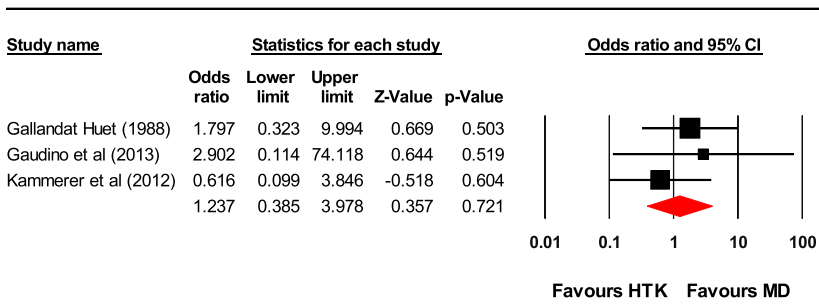 Study name Statistics for each study Odds ratio and 95% CI
Odds Lower Upper
ratio limit limit Z-Value p-Value
Gallandat Huet (1988) 1.797 0.323 9.994 0.669 0.503
Gaudino et al (2013) 2.902 0.114 74.118 0.644 0.519
Kammerer et al (2012) 0.616 0.099 3.846 -0.518 0.604
1.237 0.385 3.978 0.357 0.721
0.01 0.1 1 10 100
Favours HTK Favours MD